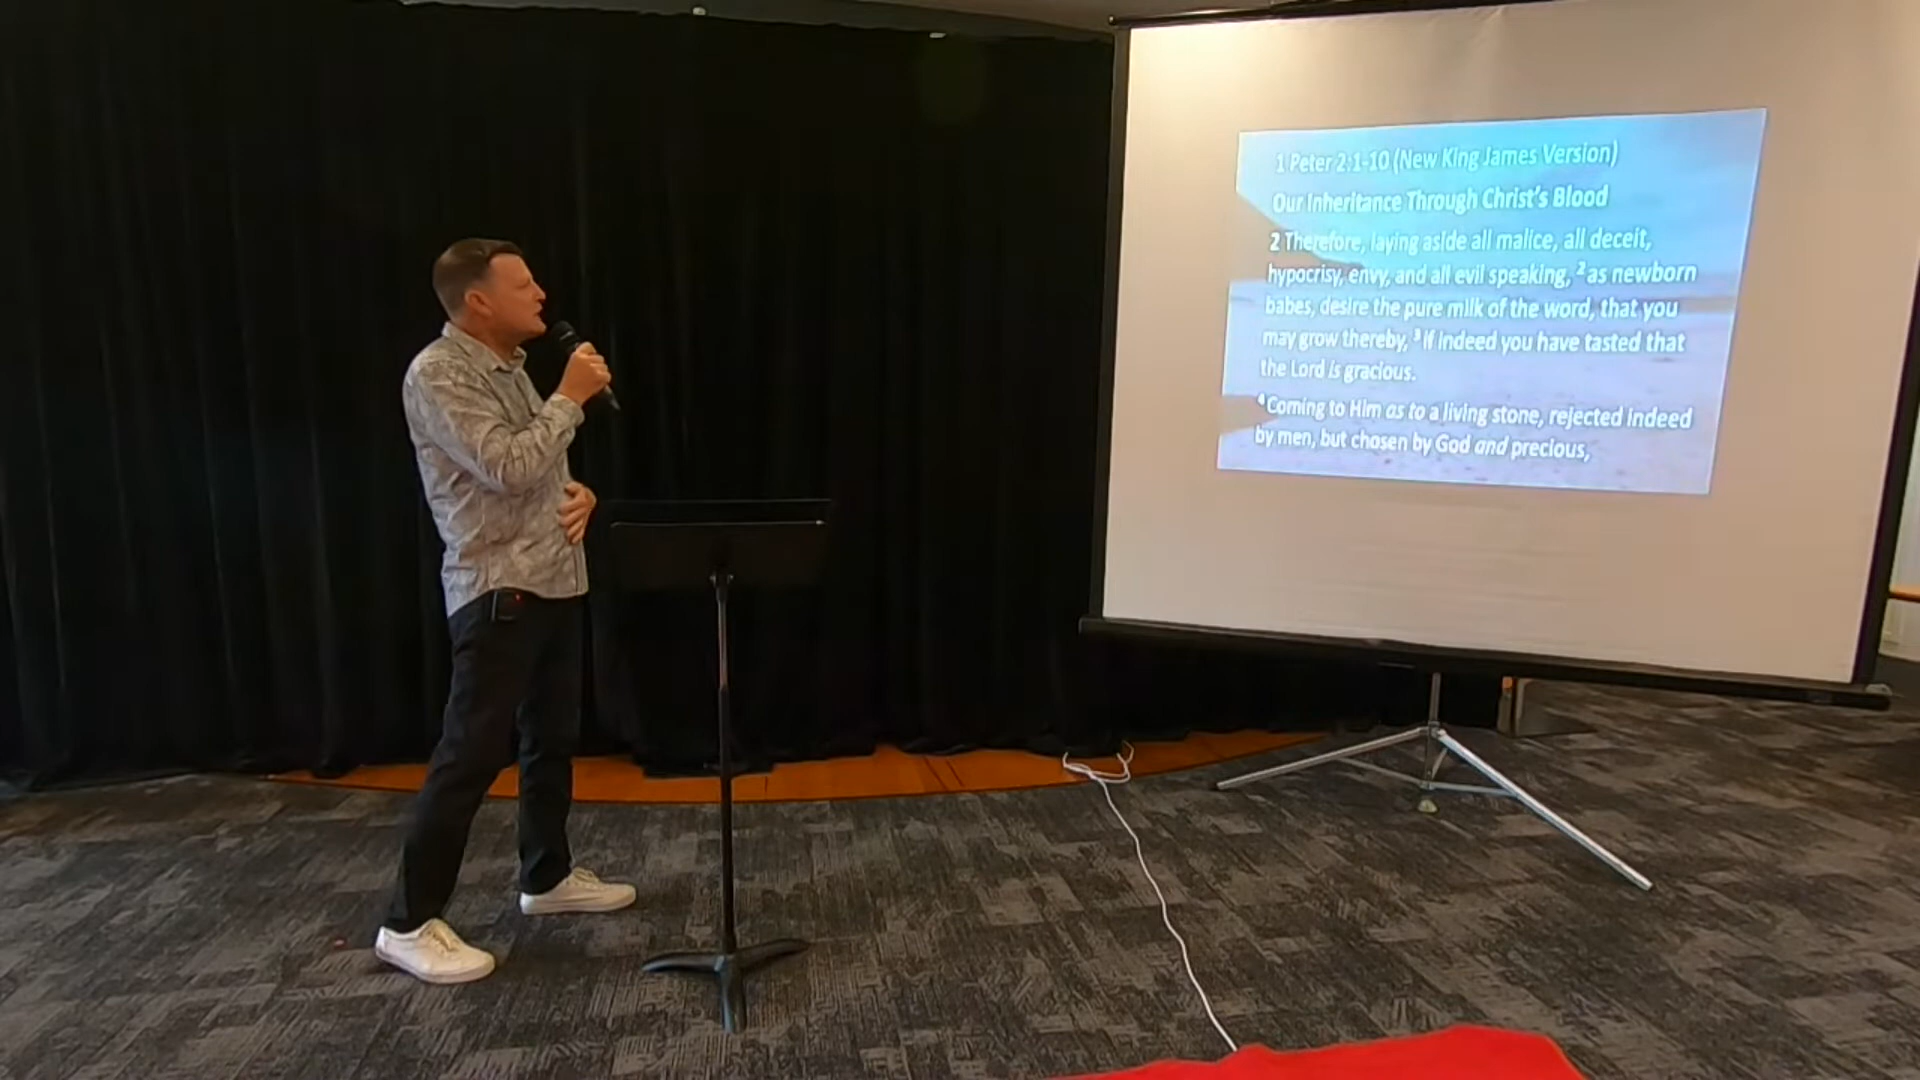 1 Peter 2:1-10 (New King James Version)
Our Inheritance Through Christ's Blood
2 Therefore, laying aside all malice, all deceit,
hypocrisy, envy, and all evil speaking, ² as newborn
babes, desire the pure milk of the word, that you
may grow thereby, ³ if indeed you have tasted that
the Lord is gracious.
⁴ Coming to Him as to a living stone, rejected indeed
by men, but chosen by God and precious,